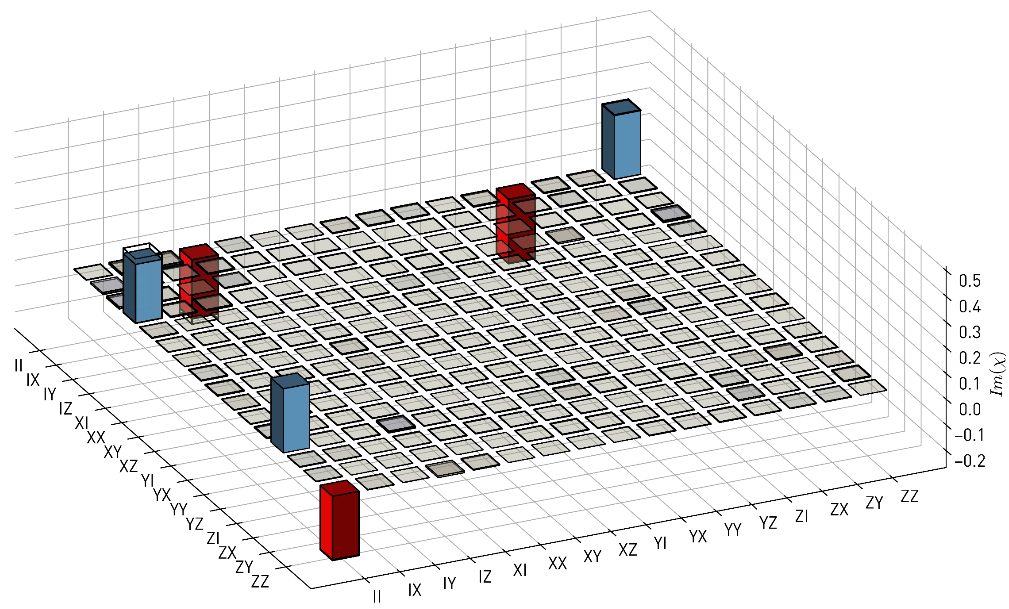 0.5
0.4
0.3
0.2
0.1
0.0
−0.1
−0.2
Im(χ)
II
IX
IY
IZ
XI
XX
XY
XZ
YI
YX
YY
YZ
ZI
ZX
ZY
ZZ
II
IX
IY
IZ
XI
XX
XY
XZ
YI
YX
YY
YZ
ZI
ZX
ZY
ZZ